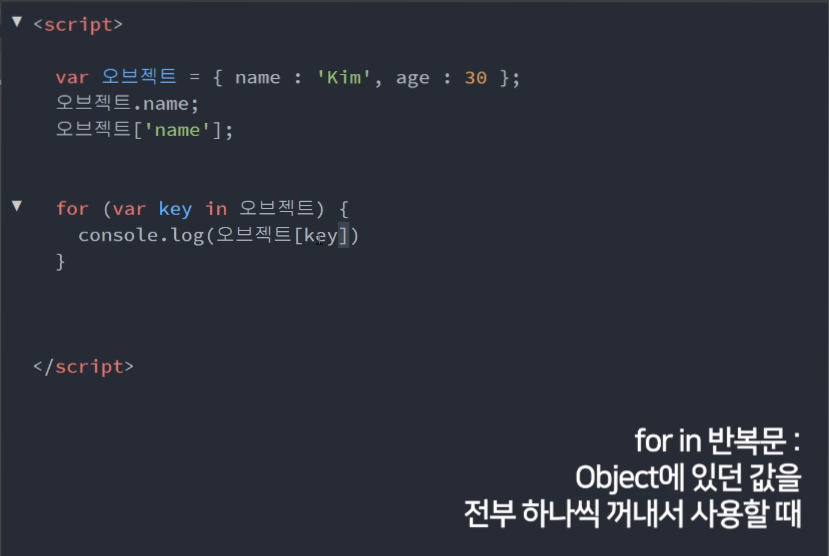 <script>
var 오브젝트 = { name : 'Kim', age : 30 };
오브젝트.name;
오브젝트['name'];
for (var key in 오브젝트) {
console.log(오브젝트[key])
}
</script>
for in 반복문 :
Object에 있던 값을
전부 하나씩 꺼내서 사용할 때